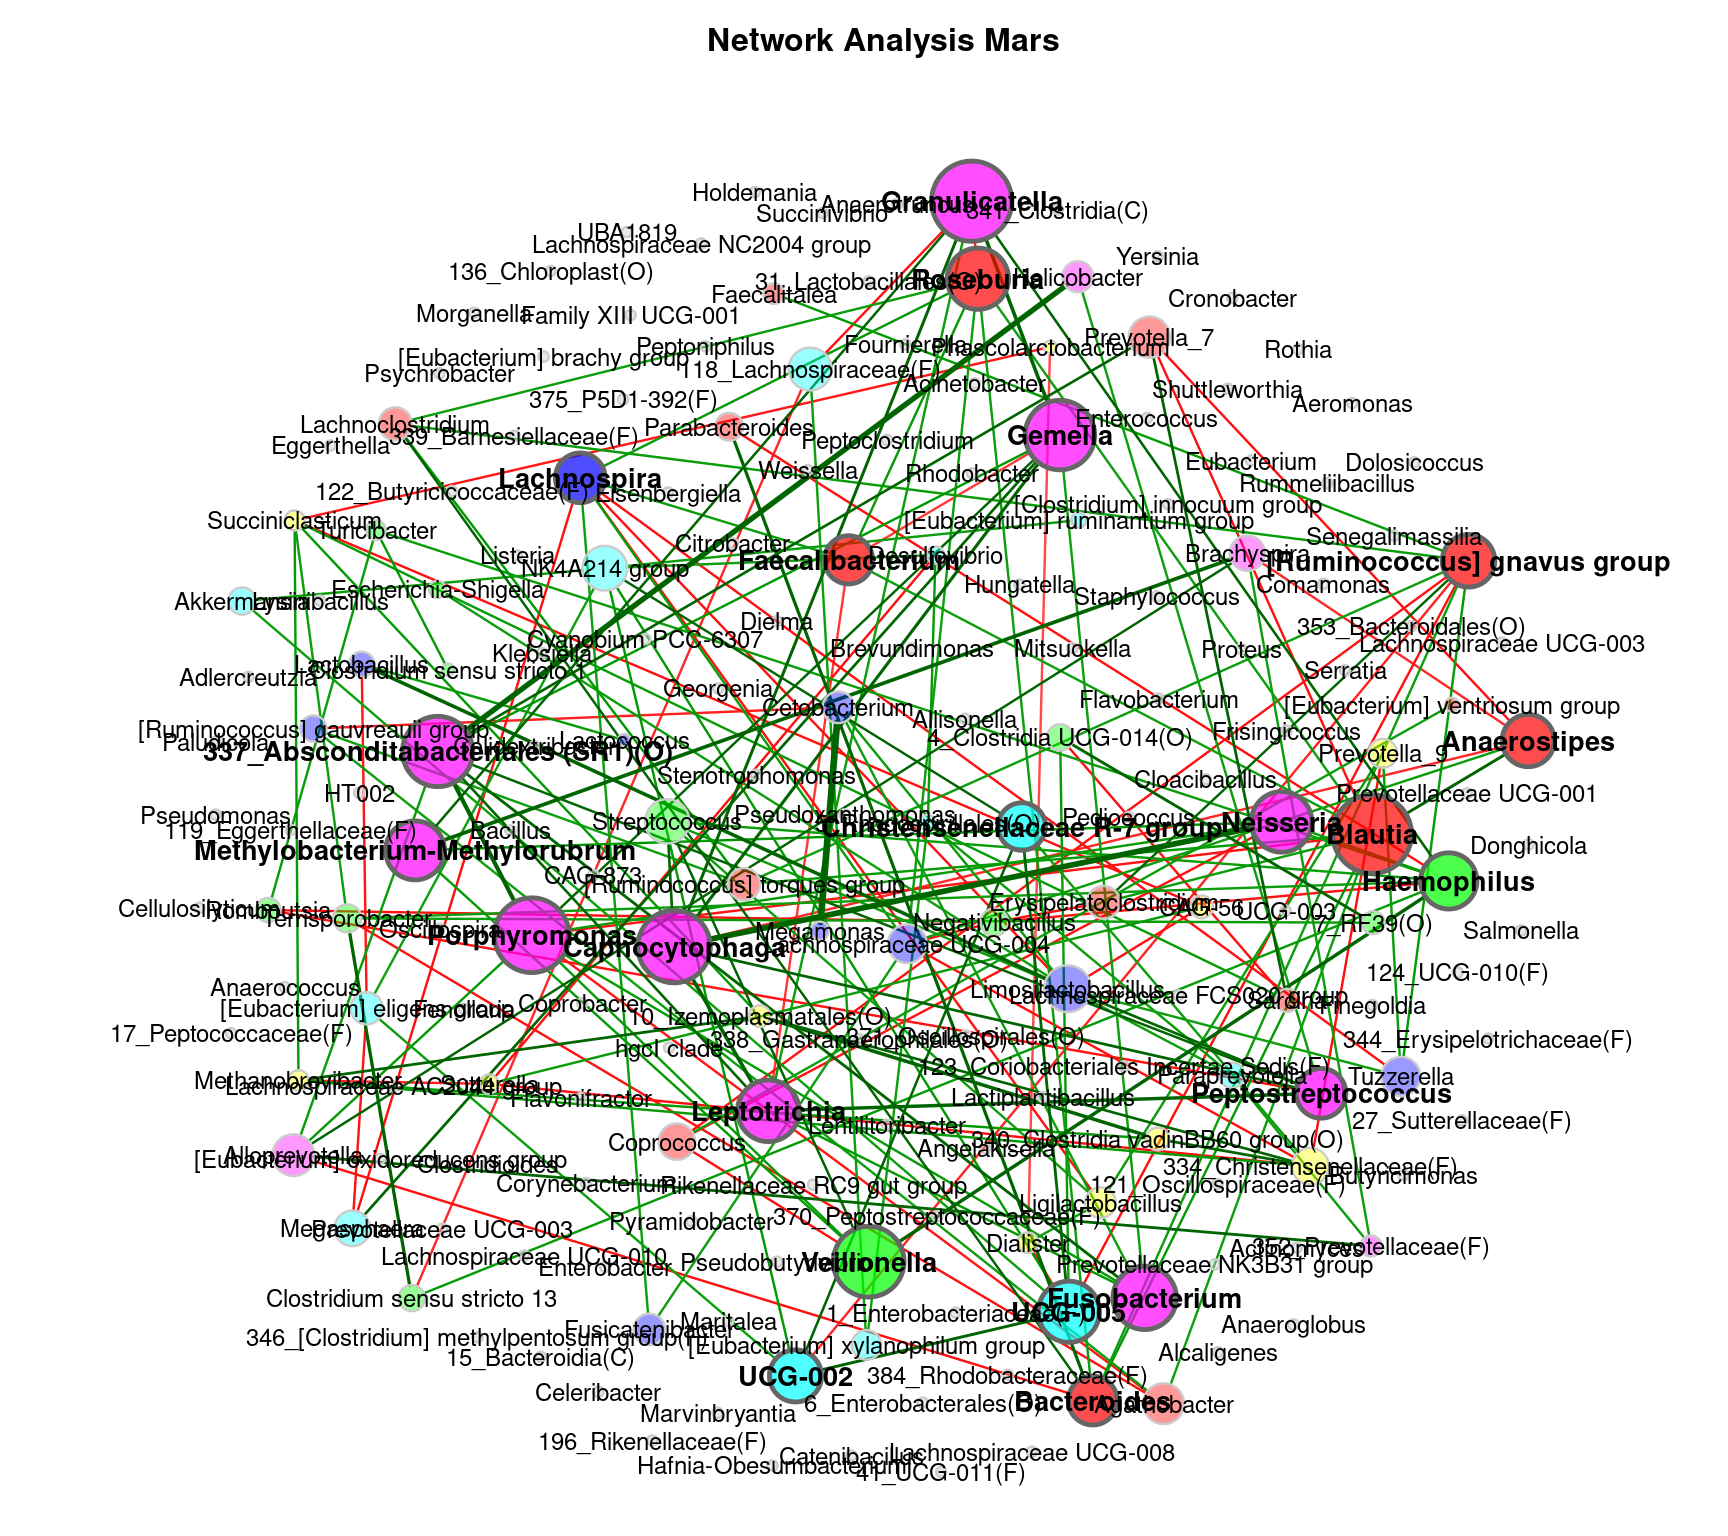 Network Analysis Mars
Holdemania
Granulicatella
Succinivibrio
341_Clostridia(C)
UBA1819
Lachnospiraceae NC2004 group
Yersinia
136_Chloroplast(O)
31_Lactobacillales(O)
Roseburia
Helicobacter
Faecalitalea
Cronobacter
Morganella
Family XIII UCG-001
Prevotella_7
Peptoniphilus
Fournierella
Phascolarctobacterium
Rothia
[Eubacterium] brachy group
118_Lachnospiraceae(F)
Psychrobacter
Acinetobacter
Shuttleworthia
375_P5D1-392(F)
Aeromonas
Lachnoclostridium
Parabacteroides
Enterococcus
339_Barnesiellaceae(F)
Gemella
Eggerthella
Peptoclostridium
Eubacterium
Dolosicoccus
Weissella
Rhodobacter
Lachnospira
Rummeliibacillus
122_Butyricicoccaceae(F)
Eisenbergiella
[Clostridium] innocuum group
Succiniclasticum
[Eubacterium] ruminantium group
Turicibacter
Senegalimassilia
Citrobacter
Listeria
Desulfovibrio
Brachyspira
Faecalibacterium
[Ruminococcus] gnavus group
NK4A214 group
Hungatella
Comamonas
Escherichia-Shigella
Staphylococcus
Akkermansia
Lysinibacillus
Dielma
353_Bacteroidales(O)
Cyanobium PCC-6307
Lachnospiraceae UCG-003
Klebsiella
Brevundimonas
Mitsuokella
Proteus
Lactobacillus
Clostridium sensu stricto 1
Serratia
Adlercreutzia
Georgenia
Flavobacterium
Cetobacterium
[Eubacterium] ventriosum group
Allisonella
[Ruminococcus] gauvreauii group
Frisingicoccus
Paludicola
Lactococcus
4_Clostridia UCG-014(O)
Anaerostipes
337_Absconditabacteriales (SR1)(O)
Prevotella_9
Stenotrophomonas
Cloacibacillus
HT002
Prevotellaceae UCG-001
Pseudomonas
Pseudoxanthomonas
Pediococcus
Streptococcus
Neisseria
119_Eggerthellaceae(F)
Bacillus
Christensenellaceae R-7 group
Blautia
Methylobacterium-Methylorubrum
Donghicola
CAG-873
[Ruminococcus] torques group
Haemophilus
Erysipelatoclostridium
Cellulosilyticum
Romboutsia
CAG-56
UCG-003
Terrisporobacter
Negativibacillus
7_RF39(O)
Oscillospira
Megamonas
Salmonella
Porphyromonas
Capnocytophaga
Lachnospiraceae UCG-004
124_UCG-010(F)
Anaerococcus
Limosilactobacillus
Lachnospiraceae FCS020 group
Sardina
Finegoldia
[Eubacterium] eligens group
Coprobacter
10_Izemoplasmatales(O)
17_Peptococcaceae(F)
338_Gastranaerophilales(O)
371_Oscillospirales(O)
344_Erysipelotrichaceae(F)
hgcI clade
123_Coriobacteriales Incertae Sedis(F)
Methanobrevibacter
Lachnospiraceae AC2044 group
Sutterella
Paraprevotella
Tuzzerella
Flavonifractor
Lactiplantibacillus
Peptostreptococcus
Leptotrichia
27_Sutterellaceae(F)
Lentilitoribacter
Coprococcus
Angelakisella
340_Clostridia vadinBB60 group(O)
Alloprevotella
[Eubacterium] oxidoreducens group
Clostridioides
334_Christensenellaceae(F)
Butyricimonas
Corynebacterium
Rikenellaceae RC9 gut group
121_Oscillospiraceae(F)
Ligilactobacillus
Pyramidobacter
370_Peptostreptococcaceae(F)
Megasphaera
Prevotellaceae UCG-003
Dialister
Actinomyces
352_Prevotellaceae(F)
Lachnospiraceae UCG-010
Enterobacter
Pseudobutyrivibrio
Veillonella
Prevotellaceae NK3B31 group
Clostridium sensu stricto 13
Fusobacterium
1_Enterobacteriaceae(F)
UCG-005
Maritalea
Fusicatenibacter
Anaeroglobus
346_[Clostridium] methylpentosum group(F)
[Eubacterium] xylanophilum group
15_Bacteroidia(C)
Alcaligenes
UCG-002
384_Rhodobacteraceae(F)
Celeribacter
Bacteroides
Agathobacter
6_Enterobacterales(O)
Marvinbryantia
196_Rikenellaceae(F)
Catenibacillus
Lachnospiraceae UCG-008
Hafnia-Obesumbacterium
41_UCG-011(F)